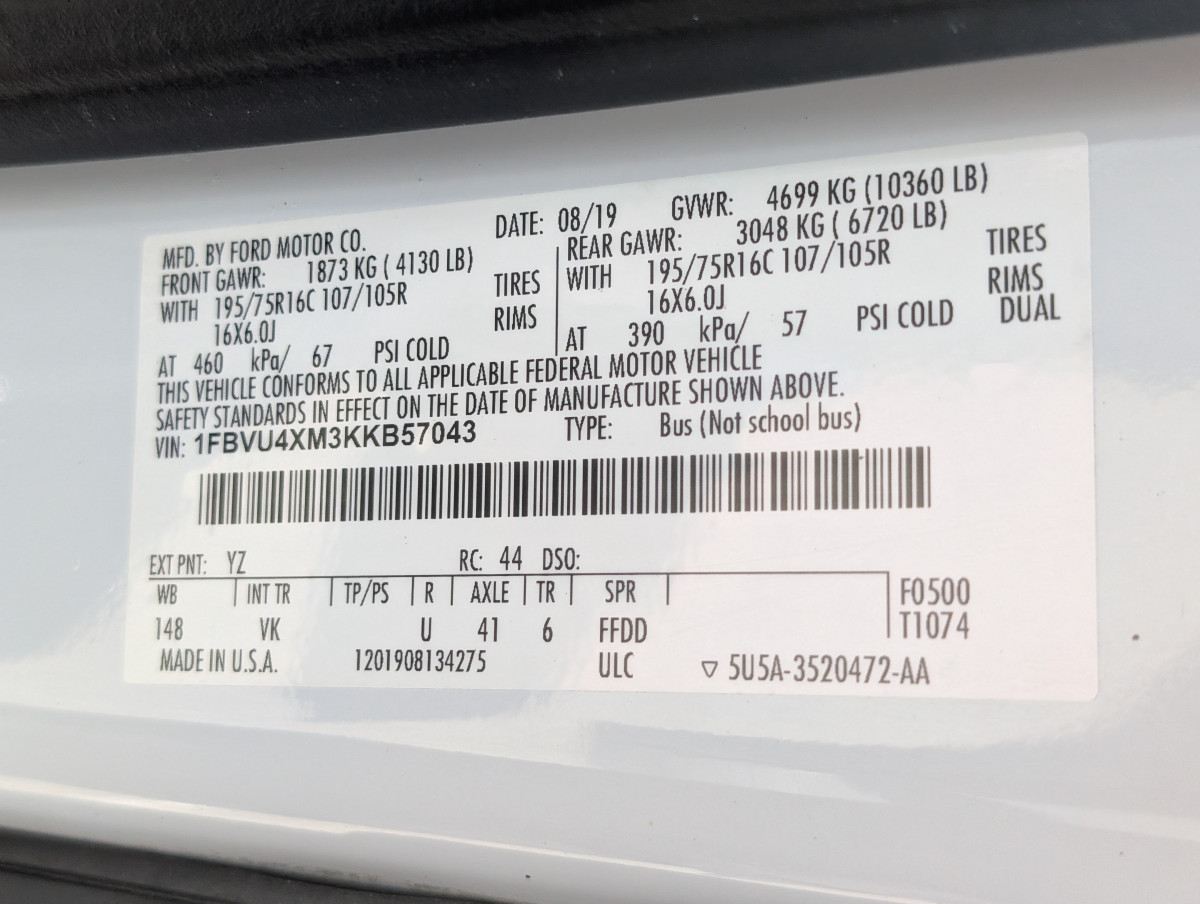 MFD. BY FORD MOTOR CO. DATE: 08/19 GVWR: 4699 KG (10360 LB)
FRONT GAWR: 1873 KG ( 4130 LB) REAR GAWR: 3048 KG ( 6720 LB)
WITH 195/75R16C 107/105R TIRES WITH 195/75R16C 107/105R TIRES
16X6.0J RIMS 16X6.0J RIMS
AT 460 kPa/ 67 PSI COLD AT 390 kPa/ 57 PSI COLD DUAL
THIS VEHICLE CONFORMS TO ALL APPLICABLE FEDERAL MOTOR VEHICLE
SAFETY STANDARDS IN EFFECT ON THE DATE OF MANUFACTURE SHOWN ABOVE.
VIN: 1FBVU4XM3KKB57043 TYPE: Bus (Not school bus)
EXT PNT: YZ RC: 44 DSO:
WB INT TR TP/PS R AXLE TR SPR F0500
148 VK U 41 6 FFDD T1074
MADE IN U.S.A. 1201908134275 ULC ▽ 5U5A-3520472-AA